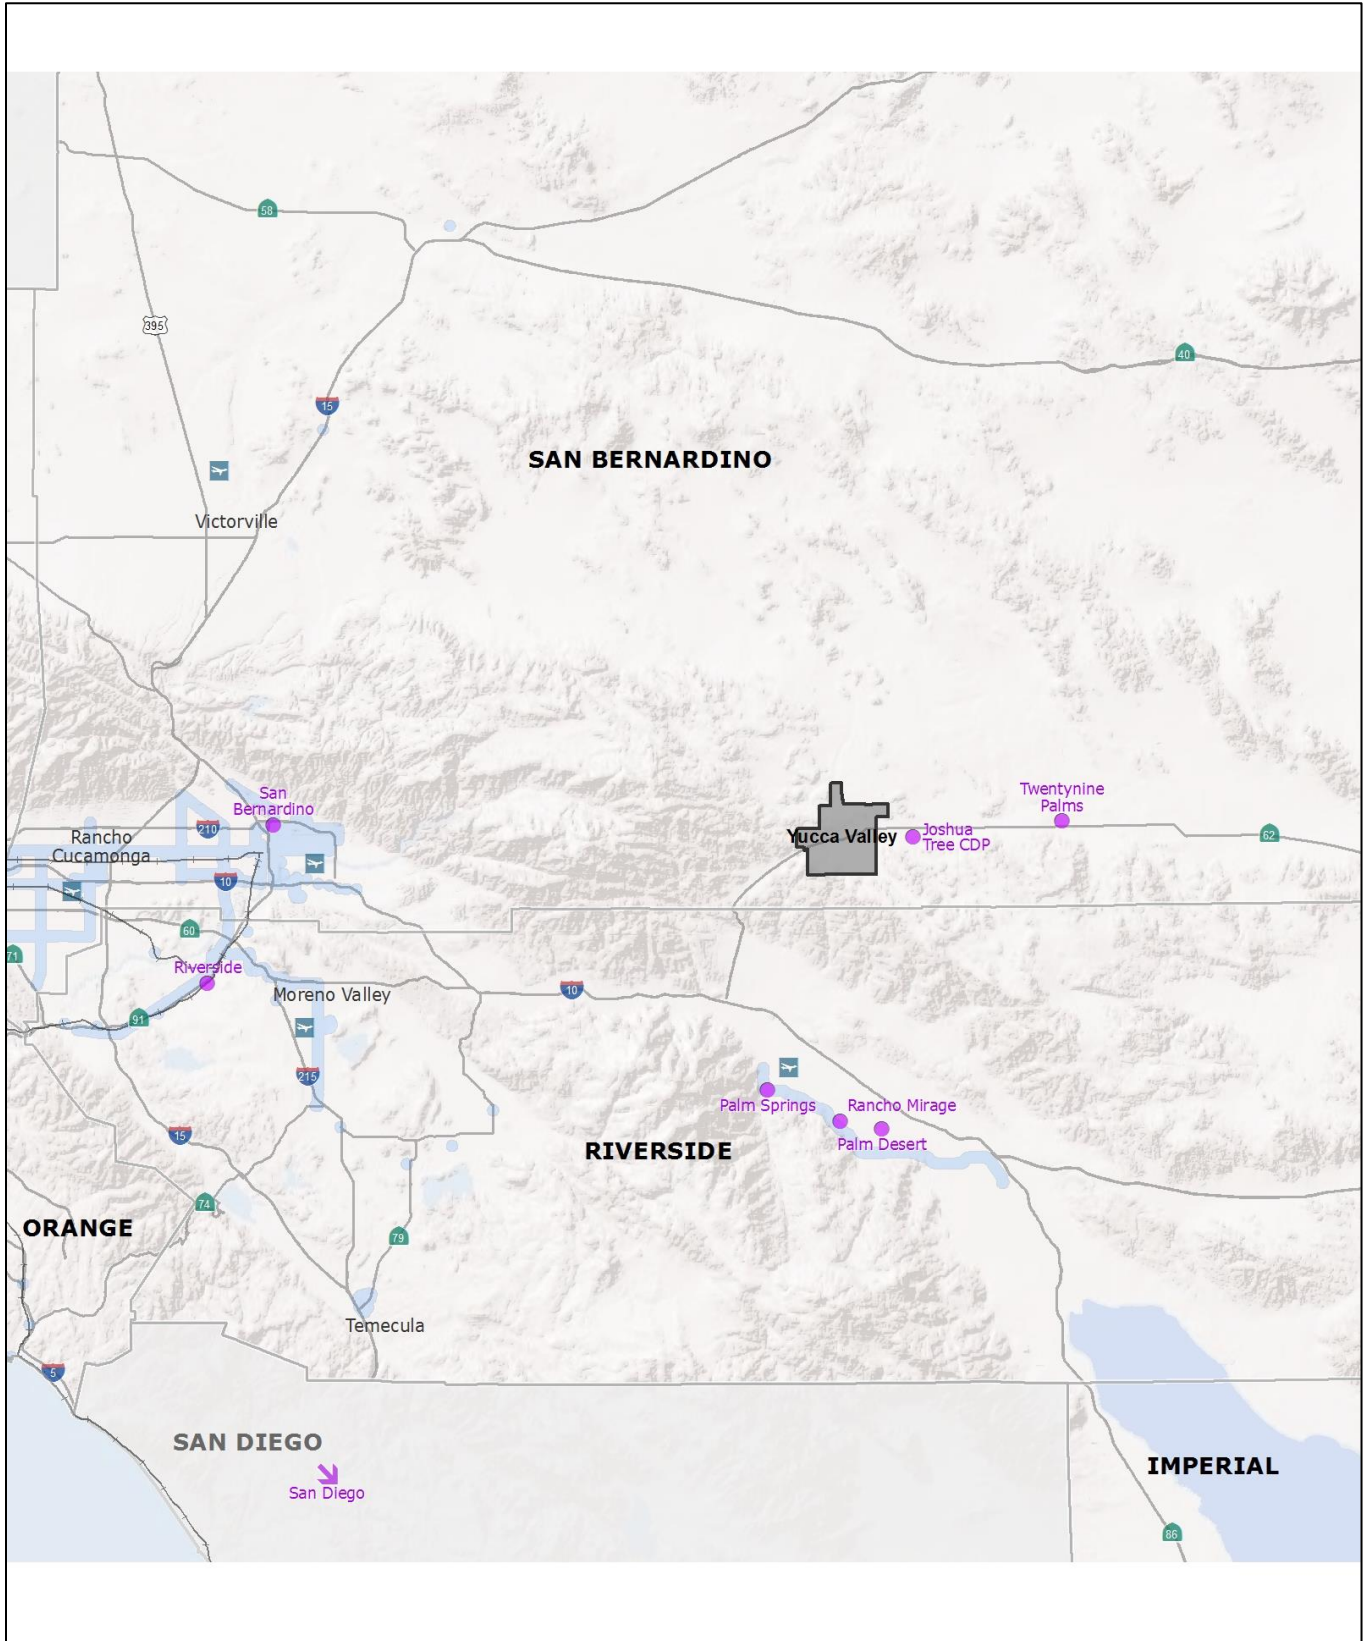 58
395
40
15
SAN BERNARDINO
Victorville
Twentynine
Palms
San
Bernardino
210
Rancho
Cucamonga
Yucca Valley
Joshua
Tree CDP
62
10
60
71
Riverside
Moreno Valley
10
91
215
Palm Springs
Rancho Mirage
Palm Desert
15
RIVERSIDE
74
ORANGE
79
Temecula
5
SAN DIEGO
IMPERIAL
San Diego
86